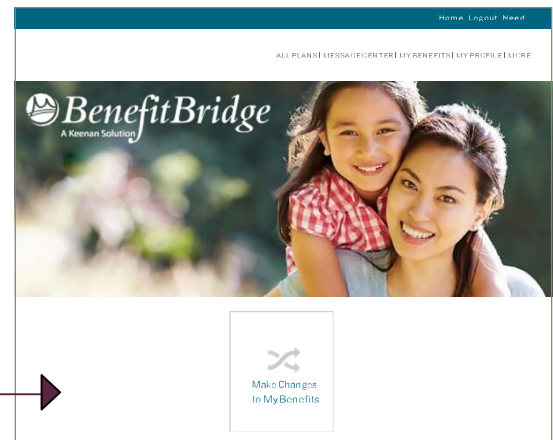 Home Logout Need
ALL PLANS| MESSAGE CENTER| MY BENEFITS| MY PROFILE| MORE
BenefitBridge
A Keenan Solution
Make Changes
to My Benefits